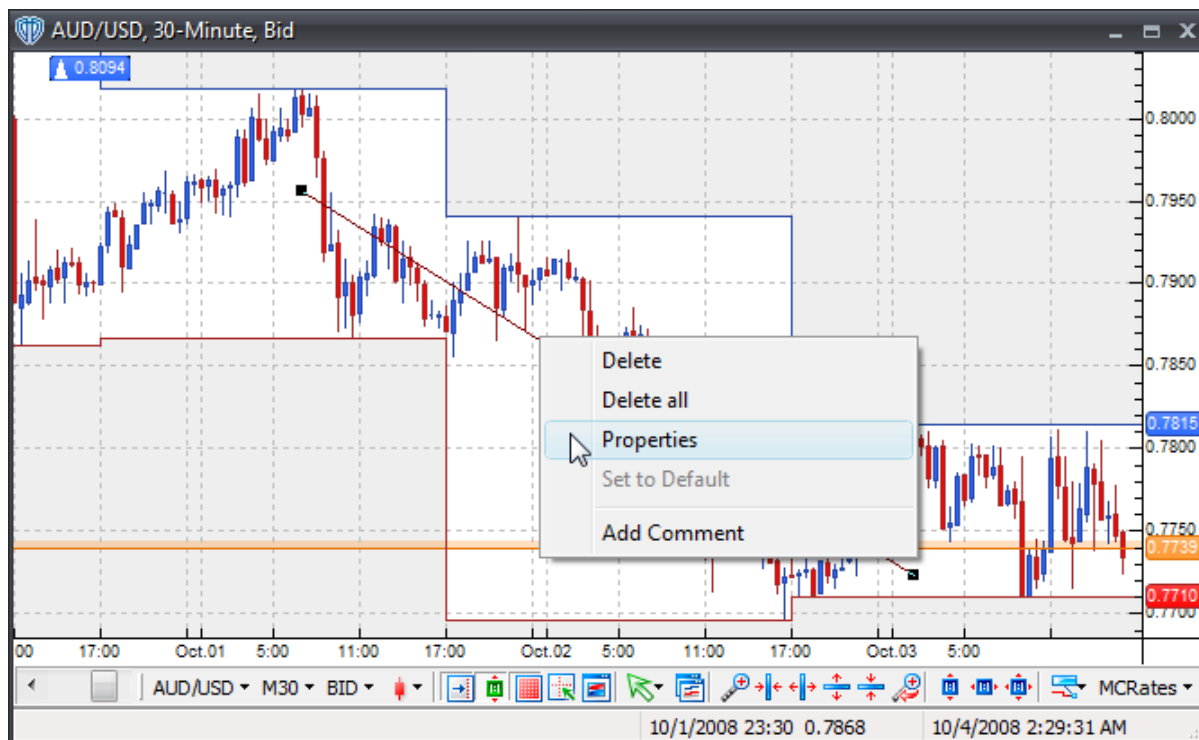 AUD/USD, 30-Minute, Bid
0.8094
0.8000
0.7950
0.7900
0.7850
0.7815
0.7800
0.7750
0.7739
0.7710
0.7700
Delete
Delete all
Properties
Set to Default
Add Comment
00 17:00 Oct.01 5:00 11:00 17:00 Oct.02 5:00 11:00 17:00 Oct.03 5:00
AUD/USD M30 BID MCRates
10/1/2008 23:30 0.7868 10/4/2008 2:29:31 AM